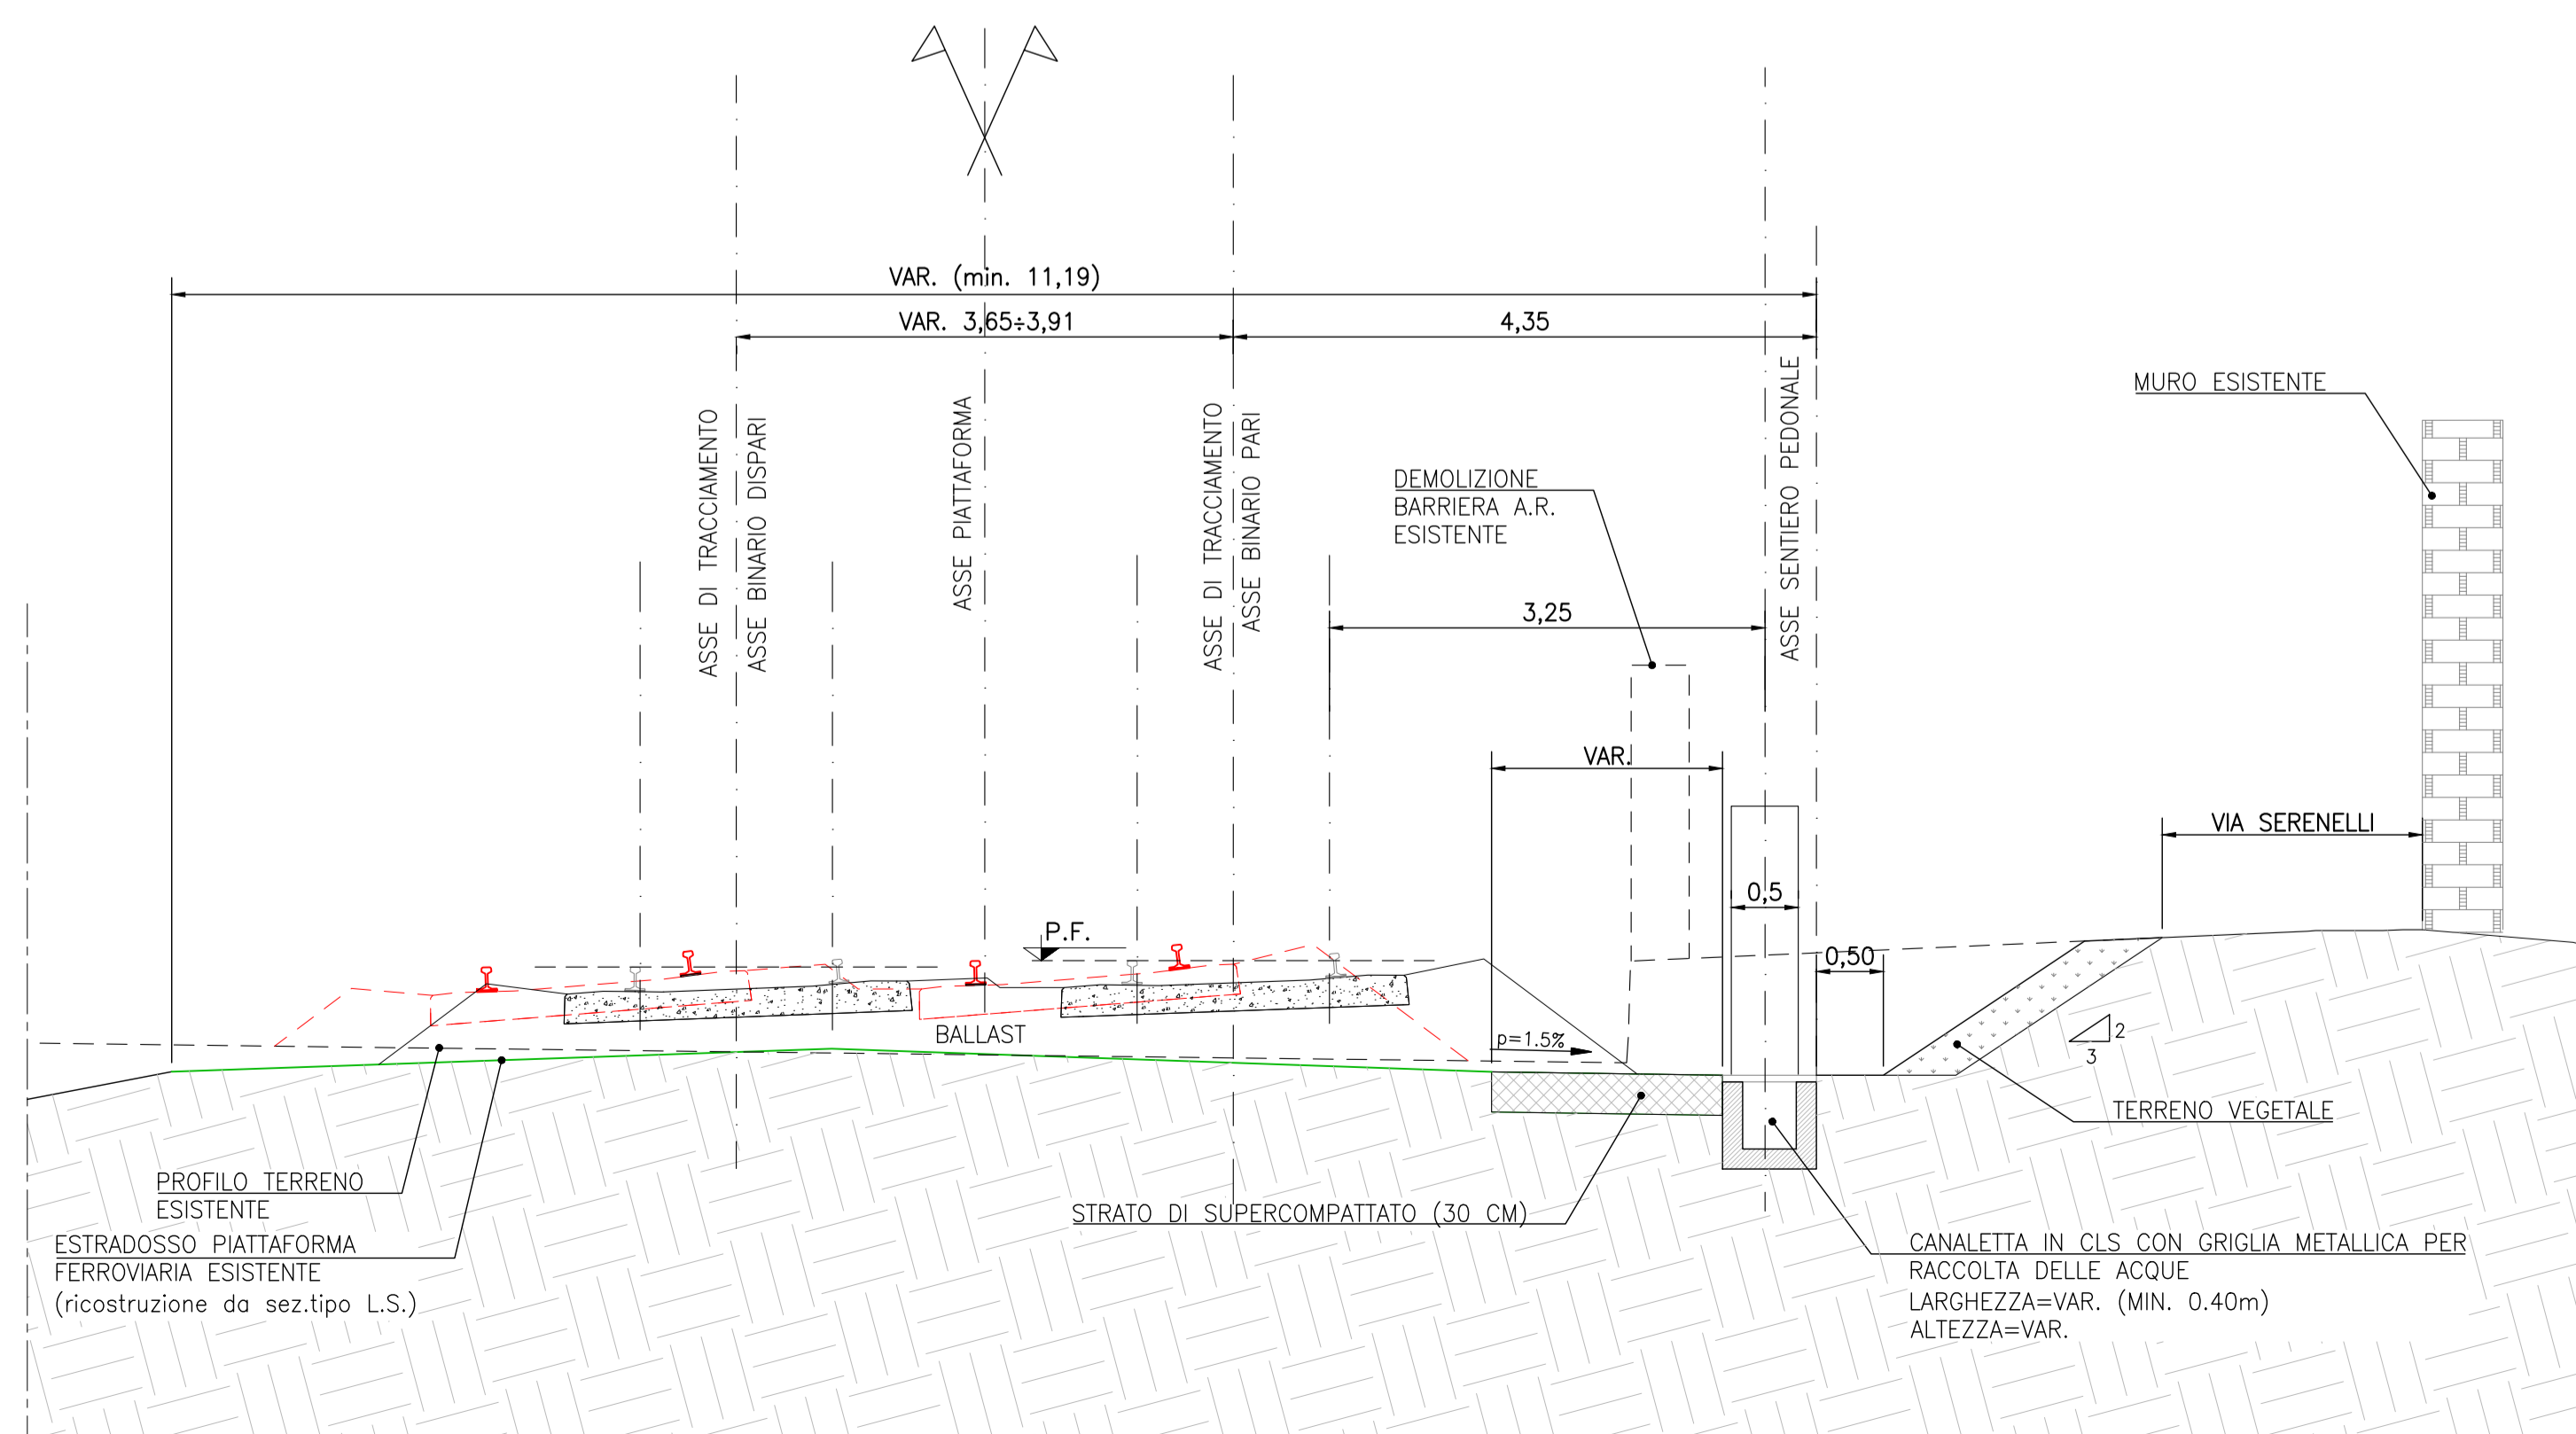 VAR. (min. 11,19)
VAR. 3,65÷3,91
4,35
ASSE DI TRACCIAMENTO
ASSE BINARIO DISPARI
ASSE PIATTAFORMA
ASSE DI TRACCIAMENTO
ASSE BINARIO PARI
ASSE SENTIERO PEDONALE
MURO ESISTENTE
DEMOLIZIONE
BARRIERA A.R.
ESISTENTE
3,25
VAR.
VIA SERENELLI
0,5
P.F.
0,50
BALLAST
p=1.5%
2
3
TERRENO VEGETALE
PROFILO TERRENO
ESISTENTE
STRATO DI SUPERCOMPATTATO (30 CM)
ESTRADOSSO PIATTAFORMA
FERROVIARIA ESISTENTE
(ricostruzione da sez.tipo L.S.)
CANALETTA IN CLS CON GRIGLIA METALLICA PER
RACCOLTA DELLE ACQUE
LARGHEZZA=VAR. (MIN. 0.40m)
ALTEZZA=VAR.